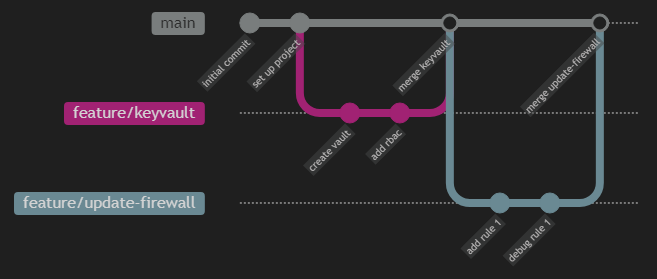 main
initial commit
set up project
merge keyvault
merge update-firewall
feature/keyvault
create vault
add rbac
feature/update-firewall
add rule 1
debug rule 1